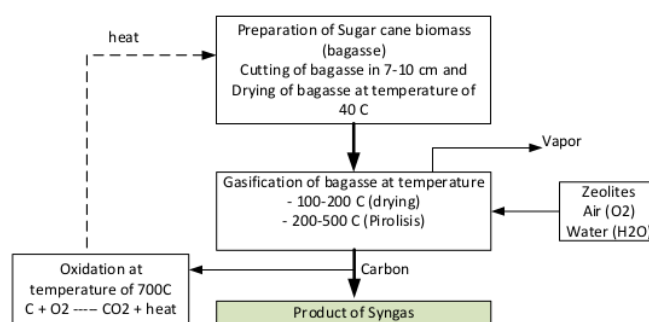 heat
Preparation of Sugar cane biomass
(bagasse)
Cutting of bagasse in 7-10 cm and
Drying of bagasse at temperature of
40 C
Vapor
Gasification of bagasse at temperature
- 100-200 C (drying)
- 200-500 C (Pirolisis)
Zeolites
Air (O2)
Water (H2O)
Oxidation at
temperature of 700C
C + O2 ----- CO2 + heat
Carbon
Product of Syngas